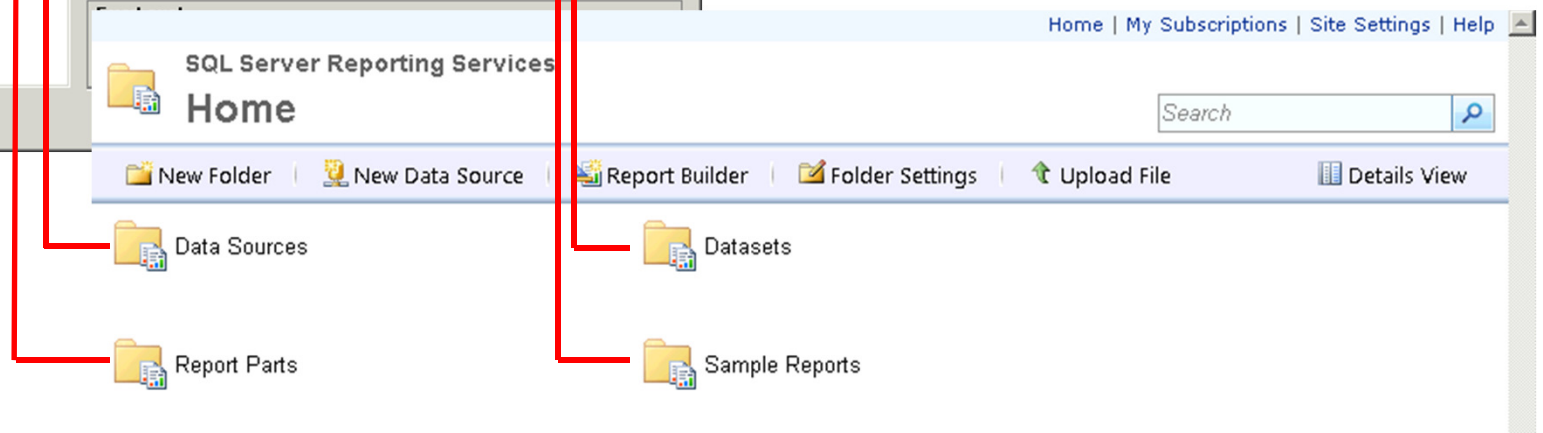 Home | My Subscriptions | Site Settings | Help
SQL Server Reporting Services
Home
Search
New Folder | New Data Source | Report Builder | Folder Settings | Upload File Details View
Data Sources Datasets
Report Parts Sample Reports